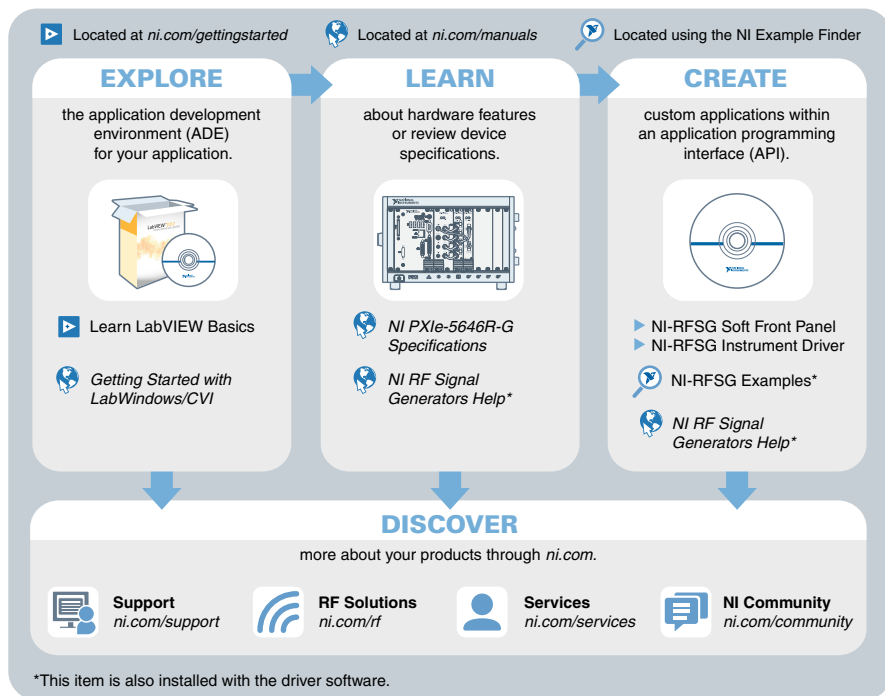 Located at ni.com/gettingstarted
Located at ni.com/manuals
Located using the NI Example Finder
EXPLORE
the application development
environment (ADE)
for your application.
LabVIEW
Learn LabVIEW Basics
Getting Started with
LabWindows/CVI
LEARN
about hardware features
or review device
specifications.
NATIONAL
INSTRUMENTS
NI PXIe-5646R-G
Specifications
NI RF Signal
Generators Help*
CREATE
custom applications within
an application programming
interface (API).
NI-RFSG Soft Front Panel
NI-RFSG Instrument Driver
NI-RFSG Examples*
NI RF Signal
Generators Help*
DISCOVER
more about your products through ni.com.
Support
ni.com/support
RF Solutions
ni.com/rf
Services
ni.com/services
NI Community
ni.com/community
*This item is also installed with the driver software.